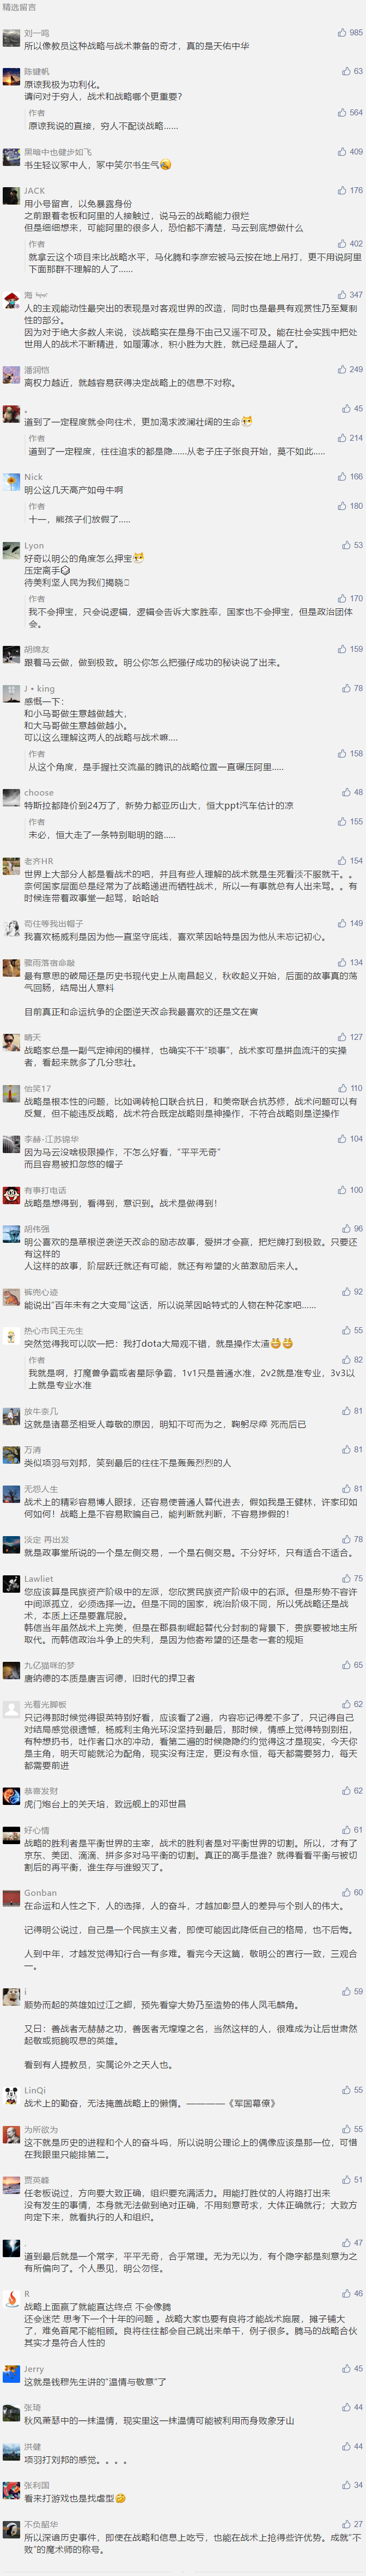 精选留言
刘一鸣 985
所以像教员这种战略与战术兼备的奇才，真的是天佑中华
陈健帆 63
原谅我极为功利化。
请问对于穷人，战术和战略哪个更重要？
作者 564
原谅我说的直接，穷人不配谈战略……
黑暗中也健步如飞 409
书生轻议冢中人，冢中笑尔书生气
JACK 176
用小号留言，以免暴露身份
之前跟着老板和阿里的人接触过，说马云的战略能力很烂
但是细细想来，可能阿里的很多人，恐怕都不清楚，马云到底想做什么
作者 402
就拿云这个项目来比战略水平，马化腾和李彦宏被马云按在地上吊打，更不用说阿里
下面那群不理解的人了……
海 347
人的主观能动性最突出的表现是对客观世界的改造，同时也是最具有观赏性乃至复制
性的部分。
因为对于绝大多数人来说，谈战略实在是身不由己又遥不可及。能在社会实践中把处
世用人的战术不断精进，如履薄冰，积小胜为大胜，就已经是超人了。
潘润恺 249
离权力越近，就越容易获得决定战略上的信息不对称。
。 45
道到了一定程度就会向往术，更加渴求波澜壮阔的生命
作者 214
道到了一定程度，往往追求的都是隐……从老子庄子张良开始，莫不如此…..
Nick 166
明公这几天高产如母牛啊
作者 180
十一，熊孩子们放假了…..
Lyon 53
好奇以明公的角度怎么押宝
压定离手
待美利坚人民为我们揭晓
作者 170
我不会押宝，只会说逻辑，逻辑会告诉大家胜率，国家也不会押宝，但是政治团体
会。
胡绵友 159
跟看马云做，做到极致。明公你怎么把强仔成功的秘诀说了出来。
J • king 78
感慨一下：
和小马哥做生意越做越大，
和大马哥做生意越做越小。
可以这么理解这两人的战略与战术嘛….
作者 158
从这个角度，是手握社交流量的腾讯的战略位置一直碾压阿里…..
choose 48
特斯拉都降价到24万了，新势力都亚历山大，恒大ppt汽车估计的凉
作者 155
未必，恒大走了一条特别聪明的路…..
老齐HR 154
世界上大部分人都是看战术的吧，并且有些人理解的战术就是生死看淡不服就干。。
奈何国家层面总是经常为了战略递进而牺牲战术，所以一有事就总有人出来骂。。有
时候连带着政事堂一起骂，哈哈哈
苟住等我出帽子 149
我喜欢杨威利是因为他一直坚守底线，喜欢莱因哈特是因为他从未忘记初心。
骤雨落宿命敲 134
最有意思的破局还是历史书现代史上从南昌起义，秋收起义开始，后面的故事真的荡
气回肠，结局出人意料
目前真正和命运抗争的企图逆天改命我最喜欢的还是文在寅
晴天 127
战略家总是一副气定神闲的模样，也确实不干“琐事”，战术家可是拼血流汗的实操
者，看起来就多了几分悲壮。
怡笑17 110
战略是根本性的问题，比如调转枪口联合抗日，和美帝联合抗苏修，战术问题可以有
反复，但不能违反战略，战术符合既定战略则是神操作，不符合战略则是逆操作
李赫-江苏锦华 104
因为马云没啥极限操作，不怎么好看，“平平无奇”
而且容易被扣忽悠的帽子
有事打电话 100
战略是想得到，看得到，意识到。战术是做得到！
胡伟强 96
明公喜欢的是草根逆袭逆天改命的励志故事，爱拼才会赢，把烂牌打到极致。只要还
有这样的
人这样的故事，阶层跃迁就还有可能，就还有希望的火苗激励后来人。
裤兜心迹 92
能说出“百年未有之大变局”这话，所以说莱因哈特式的人物在种花家吧……
热心市民王先生 55
突然觉得我可以吹一把：我打dota大局观不错，就是操作太渣
作者 82
我就是啊，打魔兽争霸或者星际争霸，1v1只是普通水准，2v2就是准专业，3v3以
上就是专业水准
放牛奈几 81
这就是诸葛丞相受人尊敬的原因，明知不可而为之，鞠躬尽瘁 死而后已
万清 81
类似项羽与刘邦，笑到最后的往往不是轰轰烈烈的人
无怨人生 81
战术上的精彩容易博人眼球，还容易使普通人替代进去，假如我是王健林，许家印如
何如何！战略上是不容易欺骗自己，能判断就判断，不容易掺假的！
淡定 再出发 78
就是政事堂所说的一个是左侧交易，一个是右侧交易。不分好坏，只有适合不适合。
Lawliet 75
您应该算是民族资产阶级中的左派，您欣赏民族资产阶级中的右派。但是形势不容许
中间派孤立，必须选择一边。但是不同的国家，统治阶级不同，所以凭战略还是战
术，本质上还是要靠屁股。
韩信当年虽然战术上完美，但是在郡县制崛起替代分封制的背景下，贵族要被地主所
取代。而韩信政治斗争上的失利，是因为他寄希望的还是老一套的规矩
九亿猫咪的梦 65
唐纳德的本质是唐吉诃德，旧时代的捍卫者
光看光脚板 62
只记得那时候觉得银英特别好看，应该看了2遍，内容忘记得差不多了，只记得自己
对结局感觉很遗憾，杨威利主角光环没坚持到最后，那时候，情感上觉得特别别扭，
有种想扔书，吐作者口水的冲动，看第二遍的时候隐隐约约觉得这才是现实，今天你
是主角，明天可能就沦为配角，现实没有注定，更没有永恒，每天都需要努力，每天
都需要前进
恭喜发财 62
虎门炮台上的关天培，致远舰上的邓世昌
好心情 61
战略的胜利者是平衡世界的主宰，战术的胜利者是对平衡世界的切割。所以，才有了
京东、美团、滴滴、拼多多对马平衡的切割。真正的高手是谁？就得看看平衡与被切
割后的再平衡，谁生存与谁毁灭了。
Gonban 60
在命运和人性之下，人的选择，人的奋斗，才越加彰显人的差异与个别人的伟大。
记得明公说过，自己是一个民族主义者，即使可能因此降低自己的格局，也不后悔。
人到中年，才越发觉得知行合一有多难。看完今天这篇，敬明公的言行一致，三观合
一。
i 59
顺势而起的英雄如过江之鲫，预先看穿大势乃至造势的伟人凤毛麟角。
又曰：善战者无赫赫之功，善医者无煌煌之名，当然这样的人，很难成为让后世肃然
起敬或扼腕叹息的英雄。
看到有人提教员，实属论外之天人也。
LinQi 55
战术上的勤奋，无法掩盖战略上的懒惰。————《军国幕僚》
为所欲为 55
这不就是历史的进程和个人的奋斗吗，所以说明公理论上的偶像应该是那一位，可惜
在我眼里只能排第二。
贾英峰 51
任老板说过，方向要大致正确，组织要充满活力。用能打胜仗的人将路打出来
没有发生的事情，本身就无法做到绝对正确，不用刻意苛求，大体正确就行；大致方
向定下来，就看执行的人和组织。
. 47
道到最后就是一个常字，平平无奇，合乎常理。无为无以为，有个隐字都是刻意为之
有所偏向了。个人愚见，明公勿怪。
R 46
战略上面赢了就能直达终点 不会像腾
还会迷茫 思考下一个十年的问题 。战略大家也要有良将才能战术施展，摊子铺大
了，难免首尾不能相顾。良将往往都会自己跳出来单干，例子很多。腾马的战略合伙
其实才是符合人性的
Jerry 45
这就是钱穆先生讲的“温情与敬意”了
张琦 44
秋风萧瑟中的一抹温情，现实里这一抹温情可能被利用而身败象牙山
洪健 44
项羽打刘邦的感觉。。。。
张利国 34
看来打游戏也是找虐型
不负韶华 27
所以深谙历史事件，即使在战略和信息上吃亏，也能在战术上抢得些许优势。成就“不
败”的魔术师的称号。